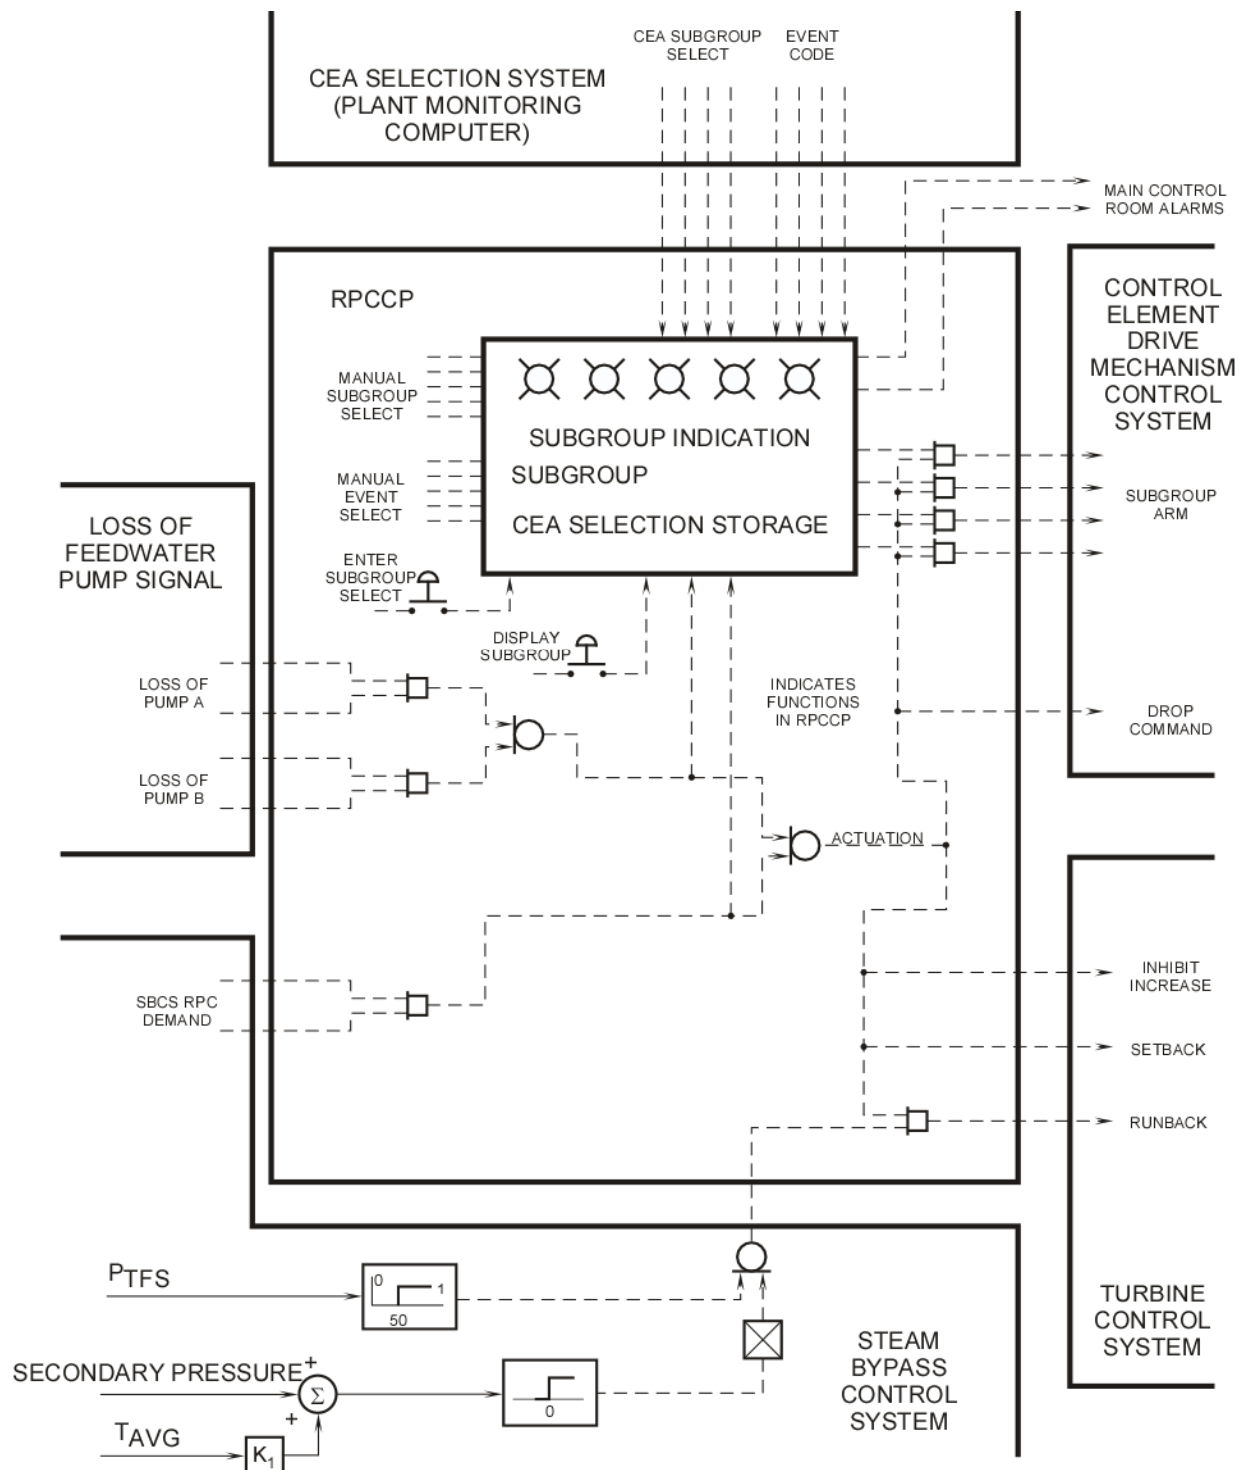 CEA SELECTION SYSTEM
(PLANT MONITORING
COMPUTER)
CEA SUBGROUP
SELECT
EVENT
CODE
MAIN CONTROL
ROOM ALARMS
RPCCP
MANUAL
SUBGROUP
SELECT
MANUAL
EVENT
SELECT
SUBGROUP INDICATION
SUBGROUP
CEA SELECTION STORAGE
CONTROL
ELEMENT
DRIVE
MECHANISM
CONTROL
SYSTEM
SUBGROUP
ARM
DROP
COMMAND
ENTER
SUBGROUP
SELECT
DISPLAY
SUBGROUP
INDICATES
FUNCTIONS
IN RPCCP
LOSS OF
FEEDWATER
PUMP SIGNAL
LOSS OF
PUMP A
LOSS OF
PUMP B
ACTUATION
SBCS RPC
DEMAND
INHIBIT
INCREASE
SETBACK
RUNBACK
TURBINE
CONTROL
SYSTEM
PTFS
0
1
50
SECONDARY PRESSURE
+
Σ
+
TAVG
K1
0
STEAM
BYPASS
CONTROL
SYSTEM